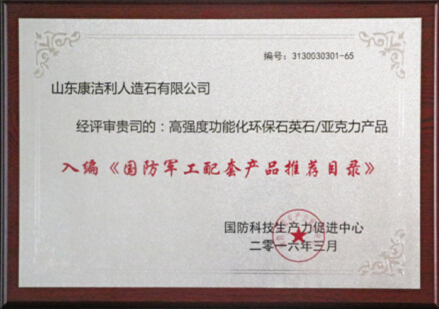 编号：3130030301-65
山东康洁利人造石有限公司
经评审贵司的：高强度功能化环保石英石/亚克力产品
入编《国防军工配套产品推荐目录》
国防科技生产力促进中心
二零一六年三月